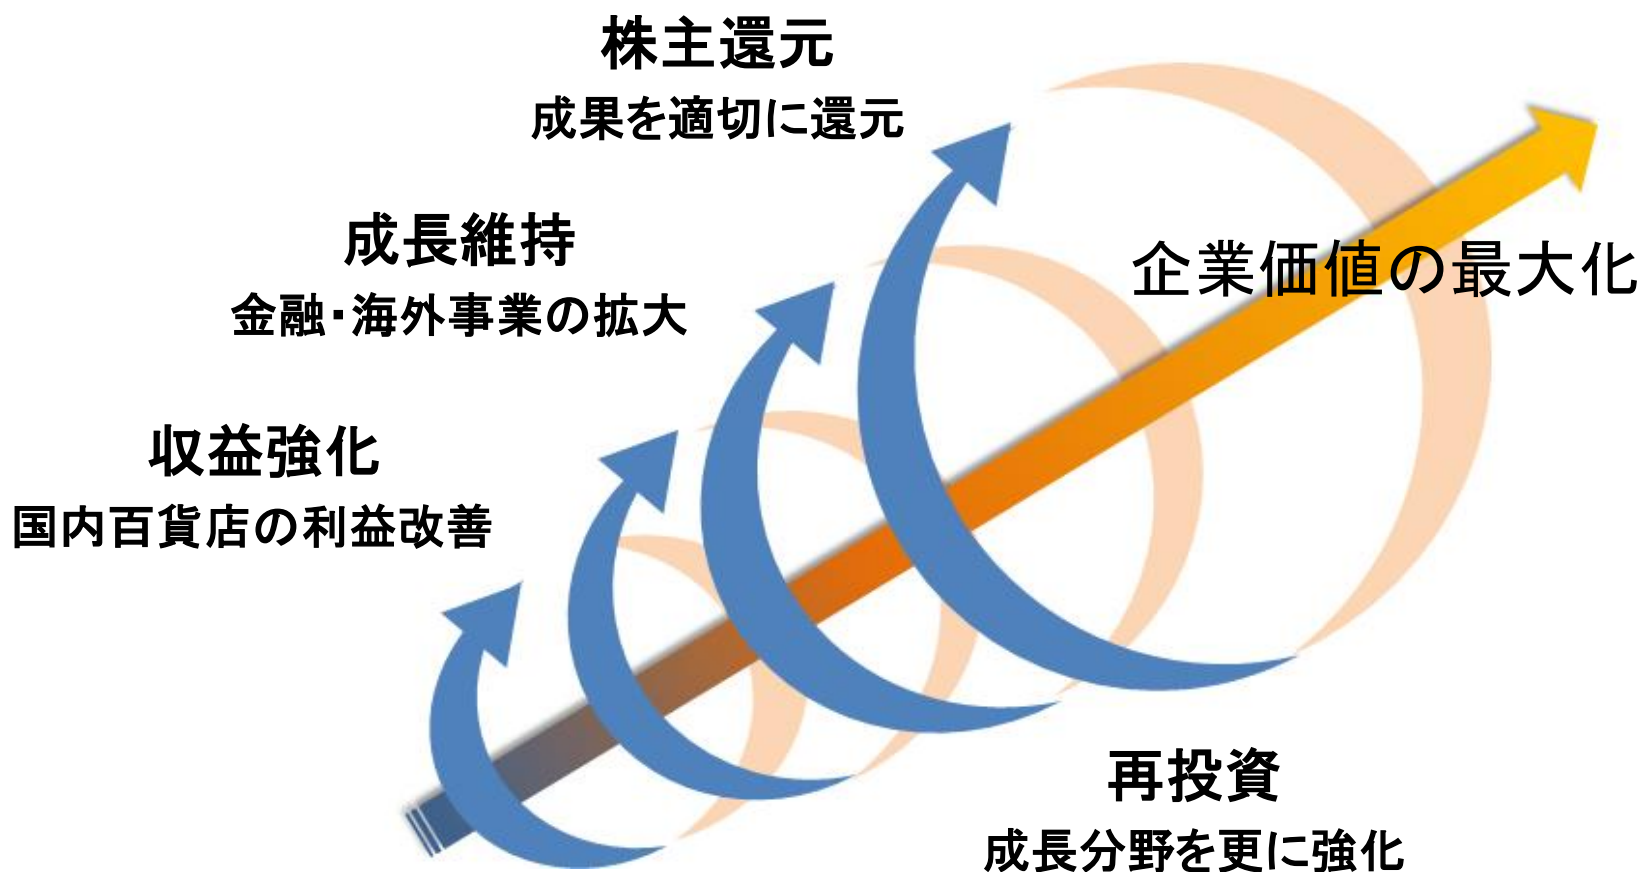 株主還元
成果を適切に還元
成長維持
金融・海外事業の拡大
企業価値の最大化
収益強化
国内百貨店の利益改善
再投資
成長分野を更に強化